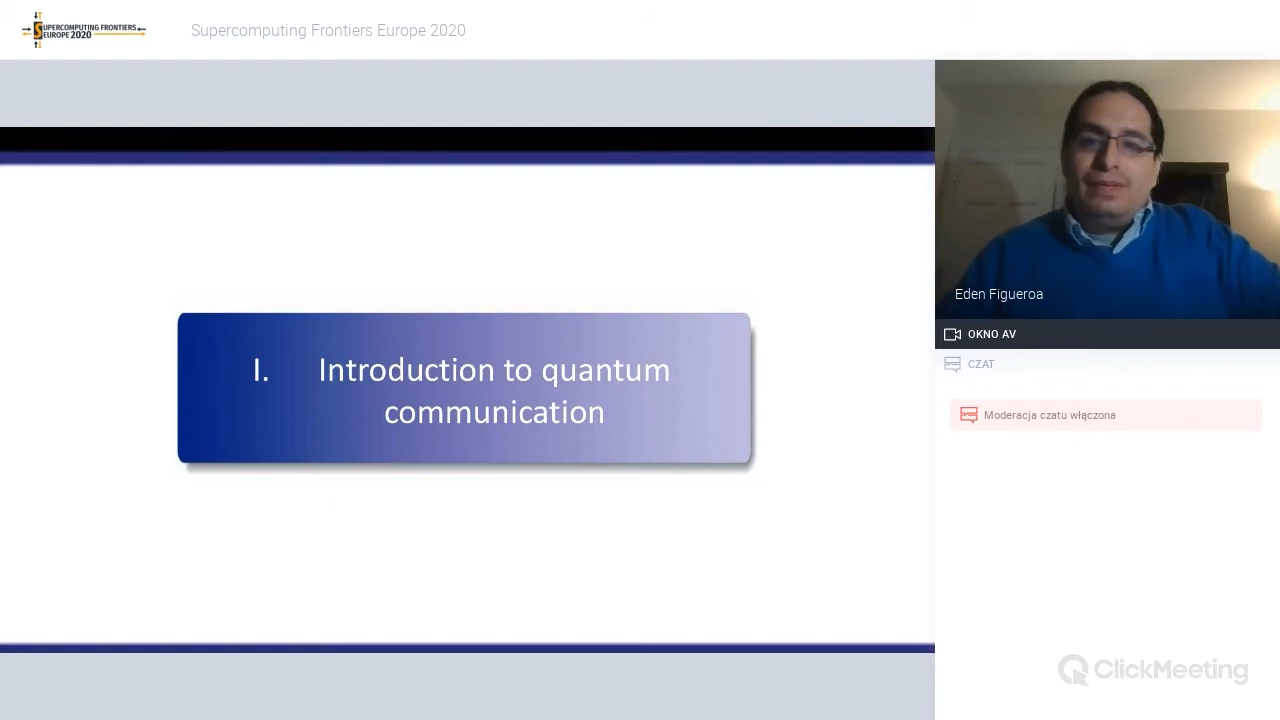 SUPERCOMPUTING FRONTIERS
EUROPE 2020
Supercomputing Frontiers Europe 2020
I. Introduction to quantum
communication
Eden Figueroa
OKNO AV
CZAT
Moderacja czatu włączona
ClickMeeting